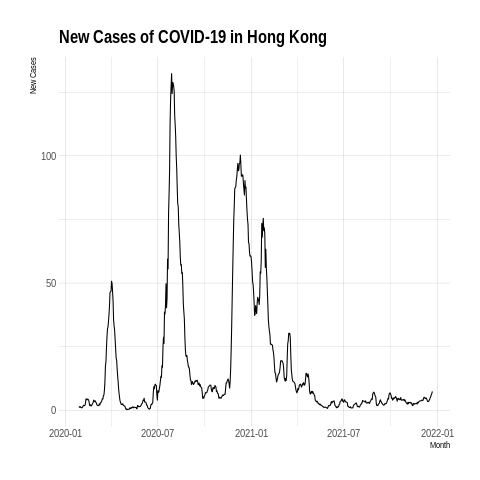 New Cases of COVID-19 in Hong Kong
New Cases
100
50
0
2020-01 2020-07 2021-01 2021-07 2022-01
Month